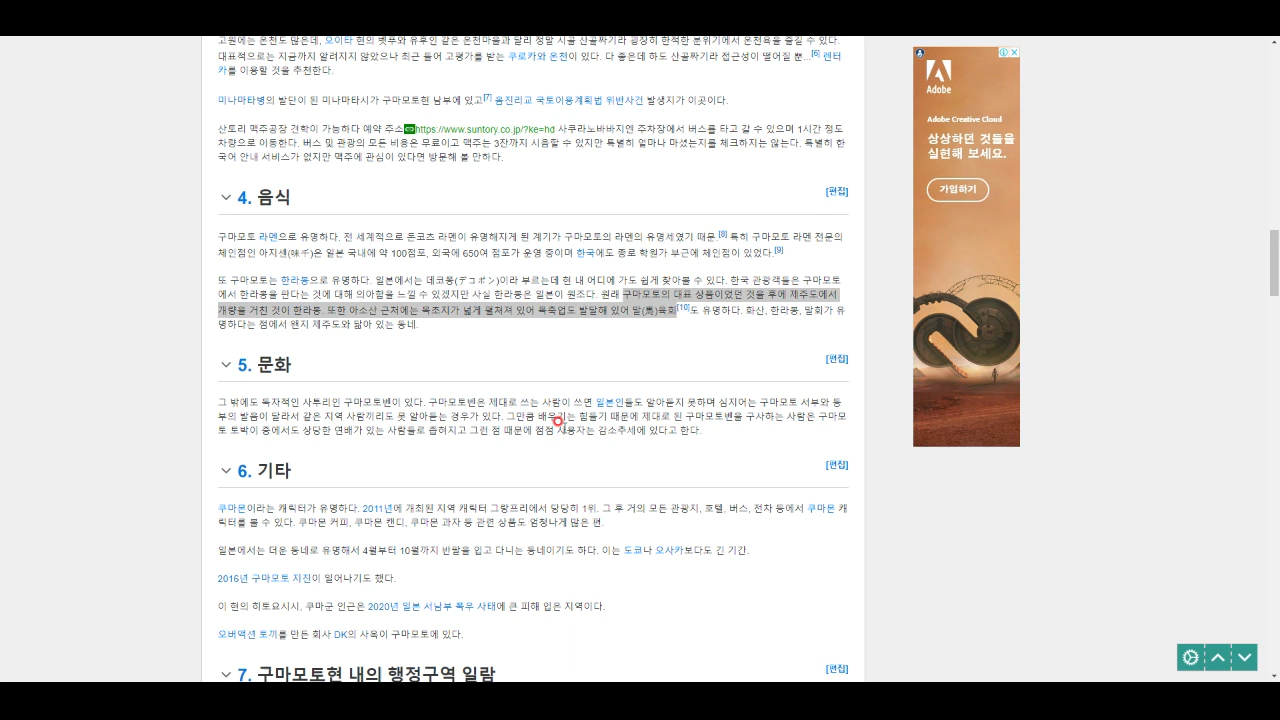 고원에는 온천도 많은데, 오이타 현의 벳푸와 유후인 같은 온천마을과 달리 정말 시골 산골짜기라 굉장히 한적한 분위기에서 온천욕을 즐길 수 있다.
대표적으로는 지금까지 알려지지 않았으나 최근 들어 고평가를 받는 쿠로카와 온천이 있다. 다 좋은데 하도 산골짜기라 접근성이 떨어질 뿐...[6] 렌터
카를 이용할 것을 추천한다.
미나마타병의 발단이 된 미나마타시가 구마모토현 남부에 있고[7] 옴진리교 국토이용계획법 위반사건 발생지가 이곳이다.
산토리 맥주공장 견학이 가능하다 예약 주소https://www.suntory.co.jp/?ke=hd 사쿠라노바바지엔 주차장에서 버스를 타고 갈 수 있으며 1시간 정도
차량으로 이동한다. 버스 및 관광의 모든 비용은 무료이고 맥주는 3잔까지 시음할 수 있지만 특별히 얼마나 마셨는지를 체크하지는 않는다. 특별히 한
국어 안내 서비스가 없지만 맥주에 관심이 있다면 방문해 볼 만하다.
4. 음식
[편집]
구마모토 라멘으로 유명하다. 전 세계적으로 돈코츠 라멘이 유명해지게 된 계기가 구마모토의 라멘의 유명세였기 때문.[8] 특히 구마모토 라멘 전문의
체인점인 아지센(味千)은 일본 국내에 약 100점포, 외국에 650여 점포가 운영 중이며 한국에도 종로 학원가 부근에 체인점이 있었다.[9]
또 구마모토는 한라봉으로 유명하다. 일본에서는 데코퐁(デコポン)이라 부르는데 현 내 어디에 가도 쉽게 찾아볼 수 있다. 한국 관광객들은 구마모토
에서 한라봉을 판다는 것에 대해 의아함을 느낄 수 있겠지만 사실 한라봉은 일본이 원조다. 원래 구마모토의 대표 상품이었던 것을 후에 제주도에서
개량을 거친 것이 한라봉. 또한 아소산 근처에는 목초지가 넓게 펼쳐져 있어 목축업도 발달해 있어 말(馬)육회[10]도 유명하다. 화산, 한라봉, 말회가 유
명하다는 점에서 왠지 제주도와 닮아 있는 동네.
5. 문화
[편집]
그 밖에도 독자적인 사투리인 구마모토벤이 있다. 구마모토벤은 제대로 쓰는 사람이 쓰면 일본인들도 알아듣지 못하며 심지어는 구마모토 서부와 동
부의 발음이 달라서 같은 지역 사람끼리도 못 알아듣는 경우가 있다. 그만큼 배우기는 힘들기 때문에 제대로 된 구마모토벤을 구사하는 사람은 구마모
토 토박이 중에서도 상당한 연배가 있는 사람들로 좁혀지고 그런 점 때문에 점점 사용자는 감소추세에 있다고 한다.
6. 기타
[편집]
쿠마몬이라는 캐릭터가 유명하다. 2011년에 개최된 지역 캐릭터 그랑프리에서 당당히 1위. 그 후 거의 모든 관광지, 호텔, 버스, 전차 등에서 쿠마몬 캐
릭터를 볼 수 있다. 쿠마몬 커피, 쿠마몬 캔디, 쿠마몬 과자 등 관련 상품도 엄청나게 많은 편.
일본에서는 더운 동네로 유명해서 4월부터 10월까지 반팔을 입고 다니는 동네이기도 하다. 이는 도쿄나 오사카보다도 긴 기간.
2016년 구마모토 지진이 일어나기도 했다.
이 현의 히토요시시, 쿠마군 인근은 2020년 일본 서남부 폭우 사태에 큰 피해 입은 지역이다.
오버액션 토끼를 만든 회사 DK의 사옥이 구마모토에 있다.
7. 구마모토현 내의 행정구역 일람
[편집]
Adobe
Adobe Creative Cloud
상상하던 것들을
실현해 보세요.
가입하기